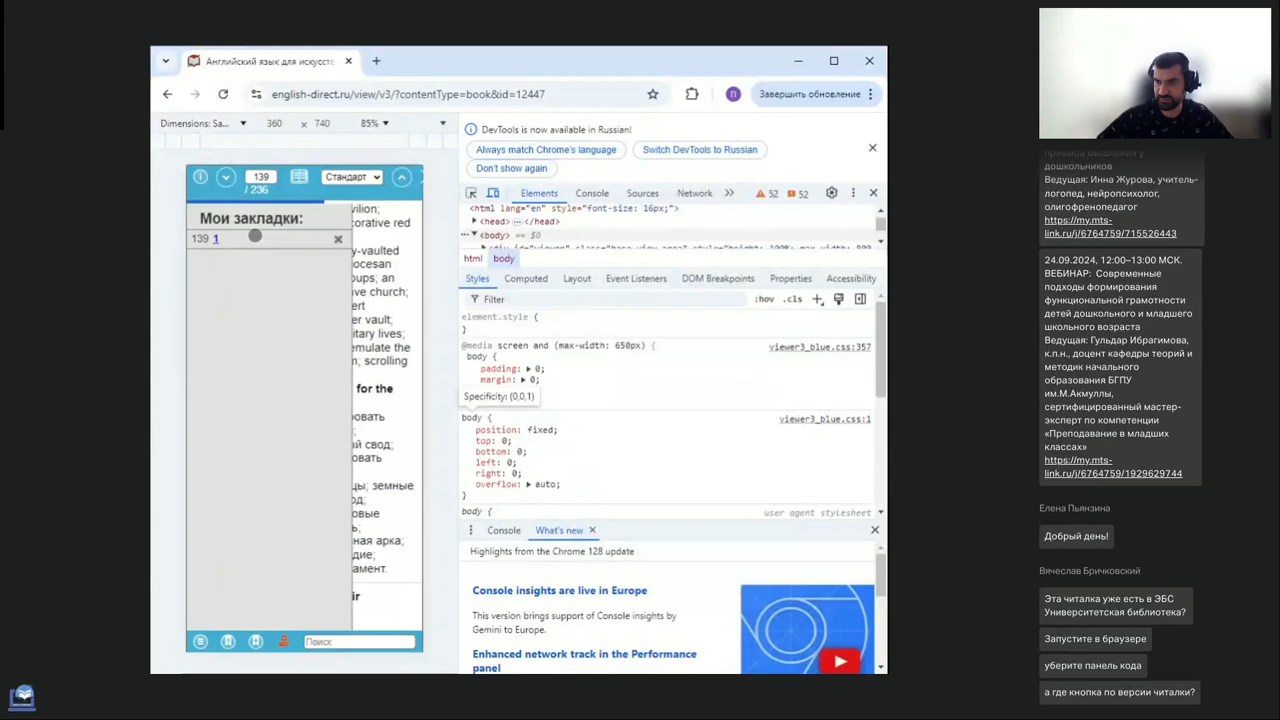 Английский язык для искусств
english-direct.ru/view/v3/?contentType=book&id=12447
Завершить обновление
Dimensions: Sa...
360
x
740
85%
139
/ 236
Стандарт
Мои закладки:
139 1
vilion;
corative red
y-vaulted
ocesan
oups; an
ave church;
ert
er vault;
litary lives;
emulate the
n; scrolling
for the
ровать
;
ый свод;
овать
цы; земные
од;
ровые
ь;
ная арка;
дие;
амент.
ir
Поиск
DevTools is now available in Russian!
Always match Chrome's language
Switch DevTools to Russian
Don't show again
Elements
Console
Sources
Network
52
52
<html lang="en" style="font-size: 16px;">
<head> </head>
<body> == $0
html
body
Styles
Computed
Layout
Event Listeners
DOM Breakpoints
Properties
Accessibility
Filter
:hov
.cls
element.style {
}
@media screen and (max-width: 650px) {
viewer3_blue.css:357
body {
padding: 0;
margin: 0;
Specificity: (0,0,1)
body {
viewer3_blue.css:1
position: fixed;
top: 0;
bottom: 0;
left: 0;
right: 0;
overflow: auto;
}
body {
user agent stylesheet
Console
What's new
Highlights from the Chrome 128 update
Console insights are live in Europe
This version brings support of Console insights by
Gemini to Europe.
Enhanced network track in the Performance
panel
приемов мышления у
дошкольников
Ведущая: Инна Журова, учитель-
логопед, нейропсихолог,
олигофренопедагог
https://my.mts-
link.ru/j/6764759/715526443
24.09.2024, 12:00–13:00 МСК.
ВЕБИНАР: Современные
подходы формирования
функциональной грамотности
детей дошкольного и младшего
школьного возраста
Ведущая: Гульдар Ибрагимова,
к.п.н., доцент кафедры теорий и
методик начального
образования БГПУ
им.М.Акмуллы,
сертифицированный мастер-
эксперт по компетенции
«Преподавание в младших
классах»
https://my.mts-
link.ru/j/6764759/1929629744
Елена Пьянзина
Добрый день!
Вячеслав Бричковский
Эта читалка уже есть в ЭБС
Университетская библиотека?
Запустите в браузере
уберите панель кода
а где кнопка по версии читалки?